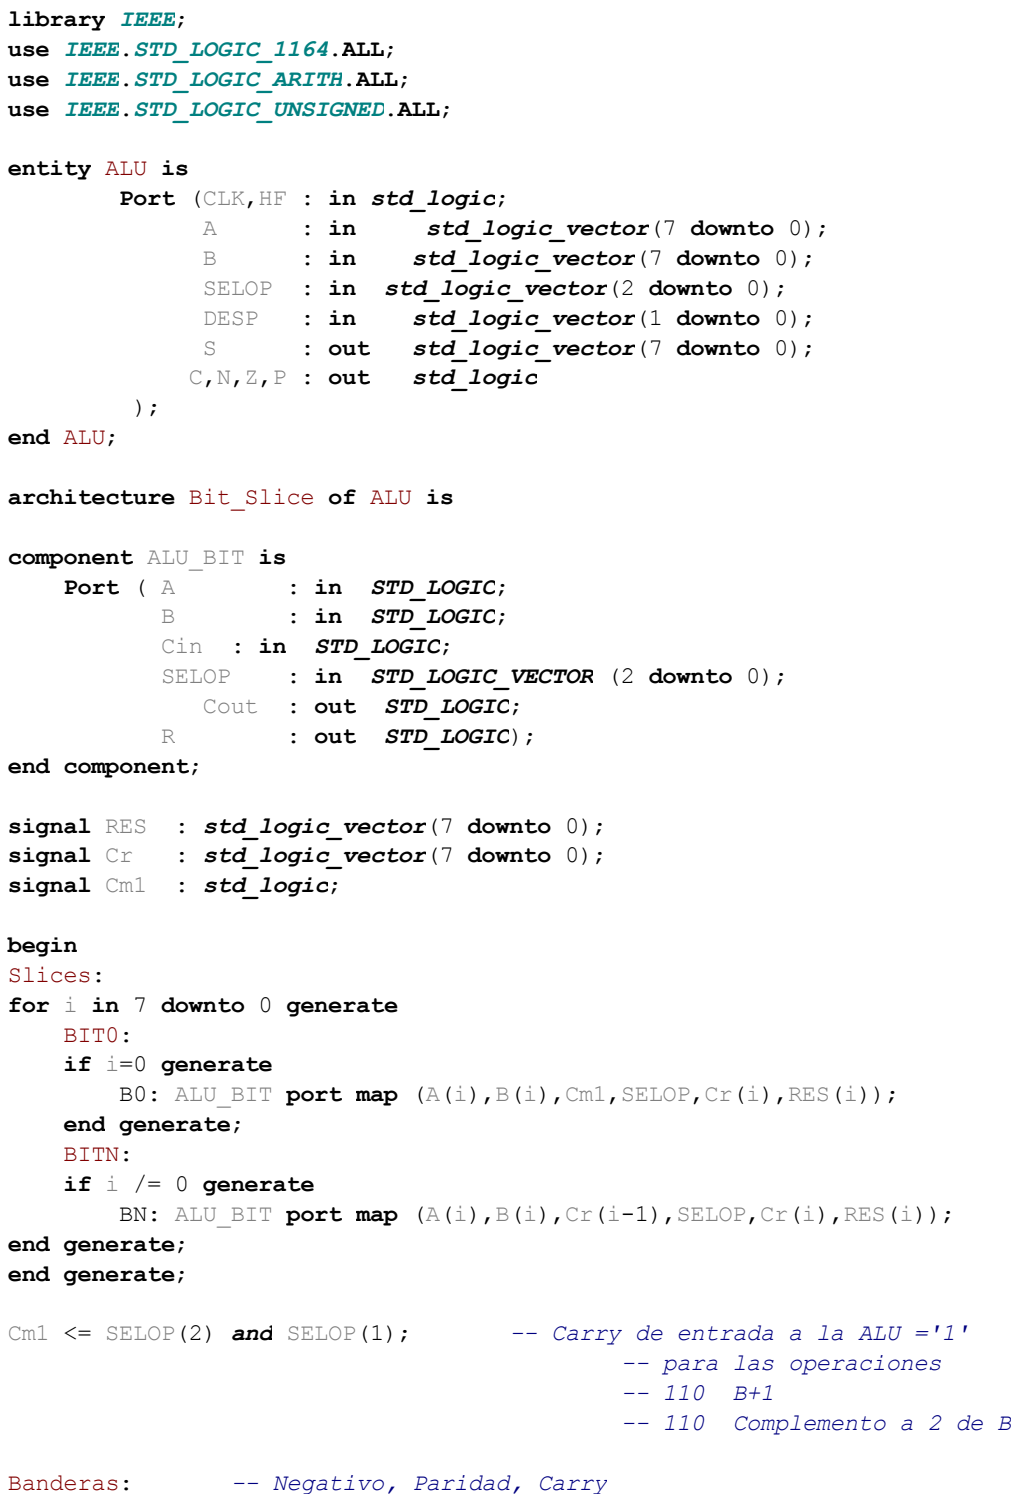 library IEEE;
use IEEE.STD_LOGIC_1164.ALL;
use IEEE.STD_LOGIC_ARITH.ALL;
use IEEE.STD_LOGIC_UNSIGNED.ALL;

entity ALU is
        Port (CLK,HF : in std_logic;
              A      : in     std_logic_vector(7 downto 0);
              B      : in    std_logic_vector(7 downto 0);
              SELOP  : in  std_logic_vector(2 downto 0);
              DESP   : in    std_logic_vector(1 downto 0);
              S      : out   std_logic_vector(7 downto 0);
             C,N,Z,P : out   std_logic
         );
end ALU;

architecture Bit_Slice of ALU is

component ALU_BIT is
    Port ( A        : in  STD_LOGIC;
           B        : in  STD_LOGIC;
           Cin  : in  STD_LOGIC;
           SELOP    : in  STD_LOGIC_VECTOR (2 downto 0);
              Cout  : out  STD_LOGIC;
           R        : out  STD_LOGIC);
end component;

signal RES  : std_logic_vector(7 downto 0);
signal Cr   : std_logic_vector(7 downto 0);
signal Cm1  : std_logic;

begin
Slices:
for i in 7 downto 0 generate
    BIT0:
    if i=0 generate
        B0: ALU_BIT port map (A(i),B(i),Cm1,SELOP,Cr(i),RES(i));
    end generate;
    BITN:
    if i /= 0 generate
        BN: ALU_BIT port map (A(i),B(i),Cr(i-1),SELOP,Cr(i),RES(i));
end generate;
end generate;

Cm1 <= SELOP(2) and SELOP(1);       -- Carry de entrada a la ALU ='1'
                                            -- para las operaciones
                                            -- 110  B+1
                                            -- 110  Complemento a 2 de B

Banderas:       -- Negativo, Paridad, Carry